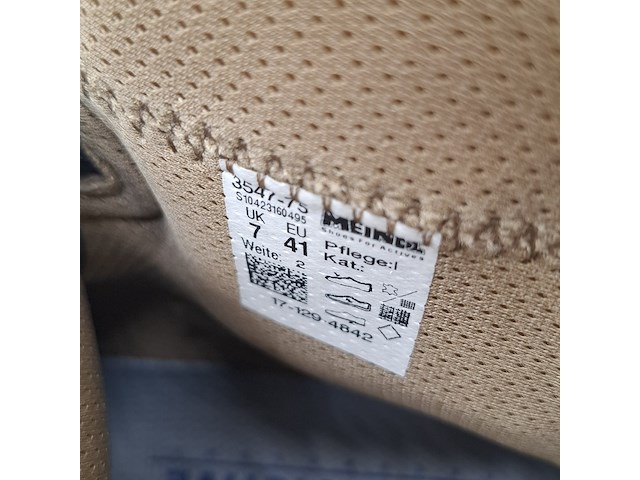 3547-75
S10423160495
UK EU
7 41
Weite: 2
MEINDL
Shoes For Actives
Pflege: I
Kat.:
17-129-4842